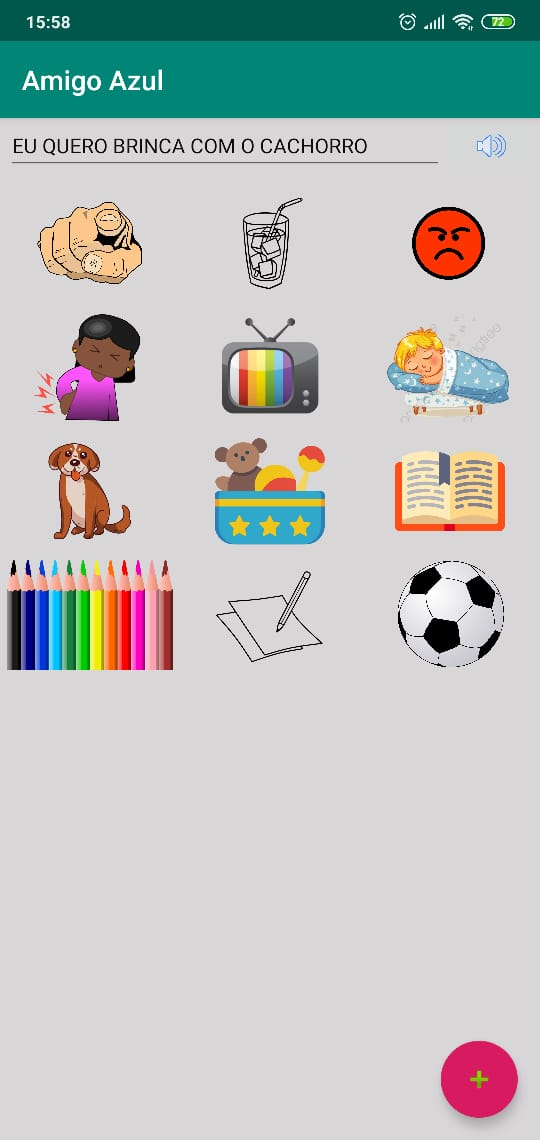 15:58
72
Amigo Azul
EU QUERO BRINCA COM O CACHORRO